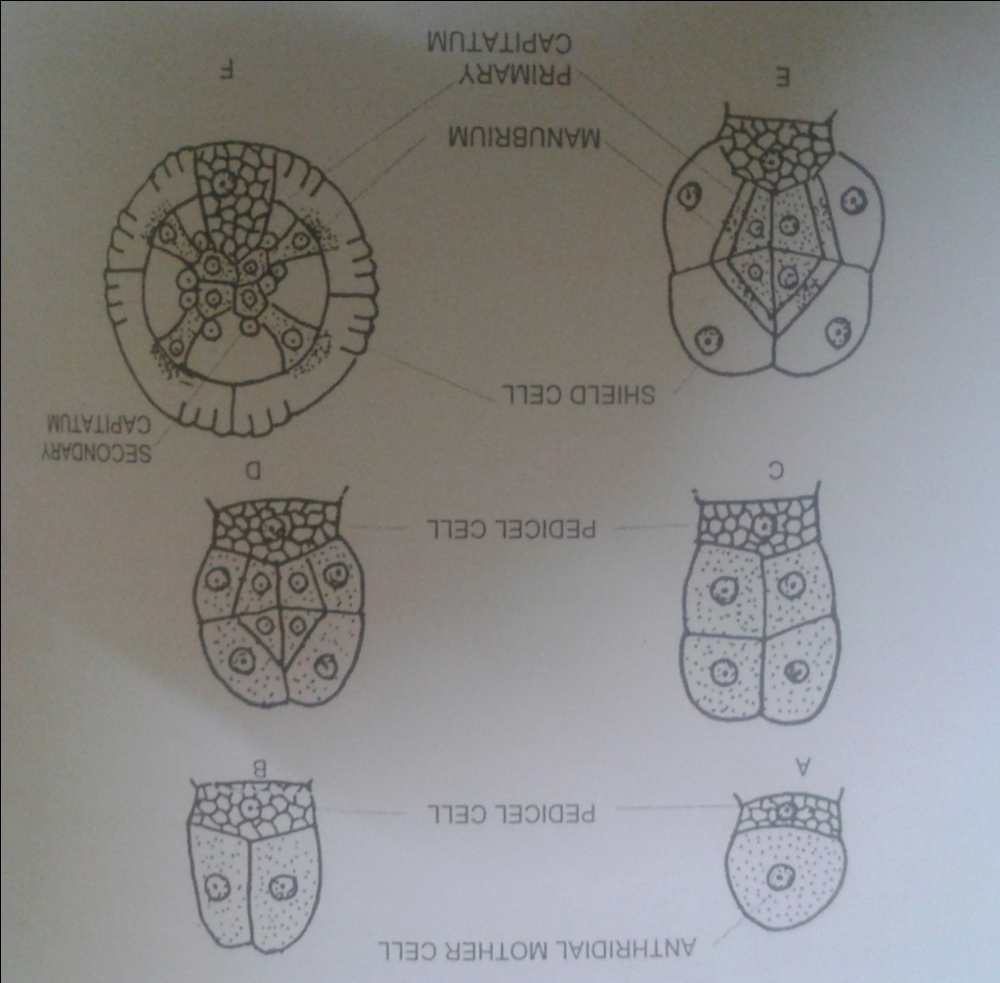 ANTHRIDIAL MOTHER CELL
PEDICEL CELL
A
B
PEDICEL CELL
C
D
SECONDARY
CAPITATUM
SHIELD CELL
MANUBRIUM
PRIMARY
CAPITATUM
E
F